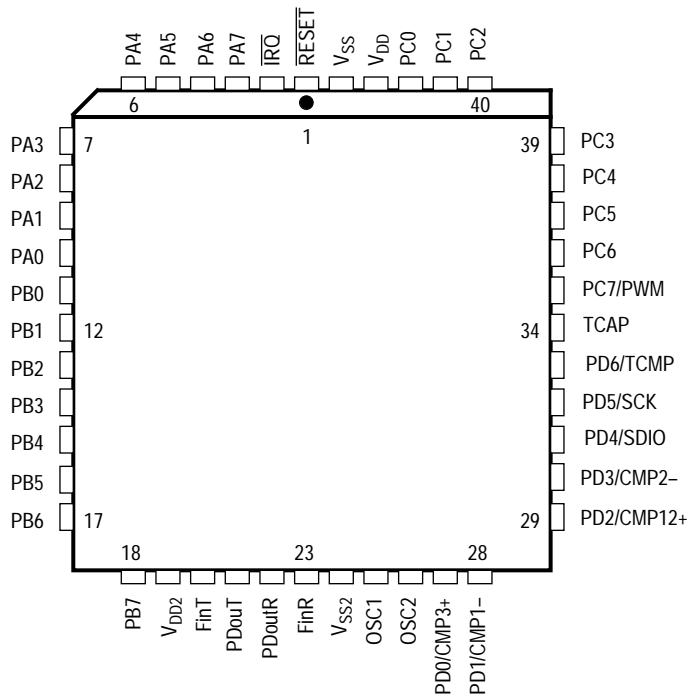 PA4 PA5 PA6 PA7 IRQ RESET VSS VDD PC0 PC1 PC2
6 40
1
PA3 7 39 PC3
PA2 PC4
PA1 PC5
PA0 PC6
PB0 PC7/PWM
PB1 12 34 TCAP
PB2 PD6/TCMP
PB3 PD5/SCK
PB4 PD4/SDIO
PB5 PD3/CMP2–
PB6 17 29 PD2/CMP12+
18 23 28
PB7 VDD2 FinT PDouT PDoutR FinR VSS2 OSC1 OSC2 PD0/CMP3+ PD1/CMP1–